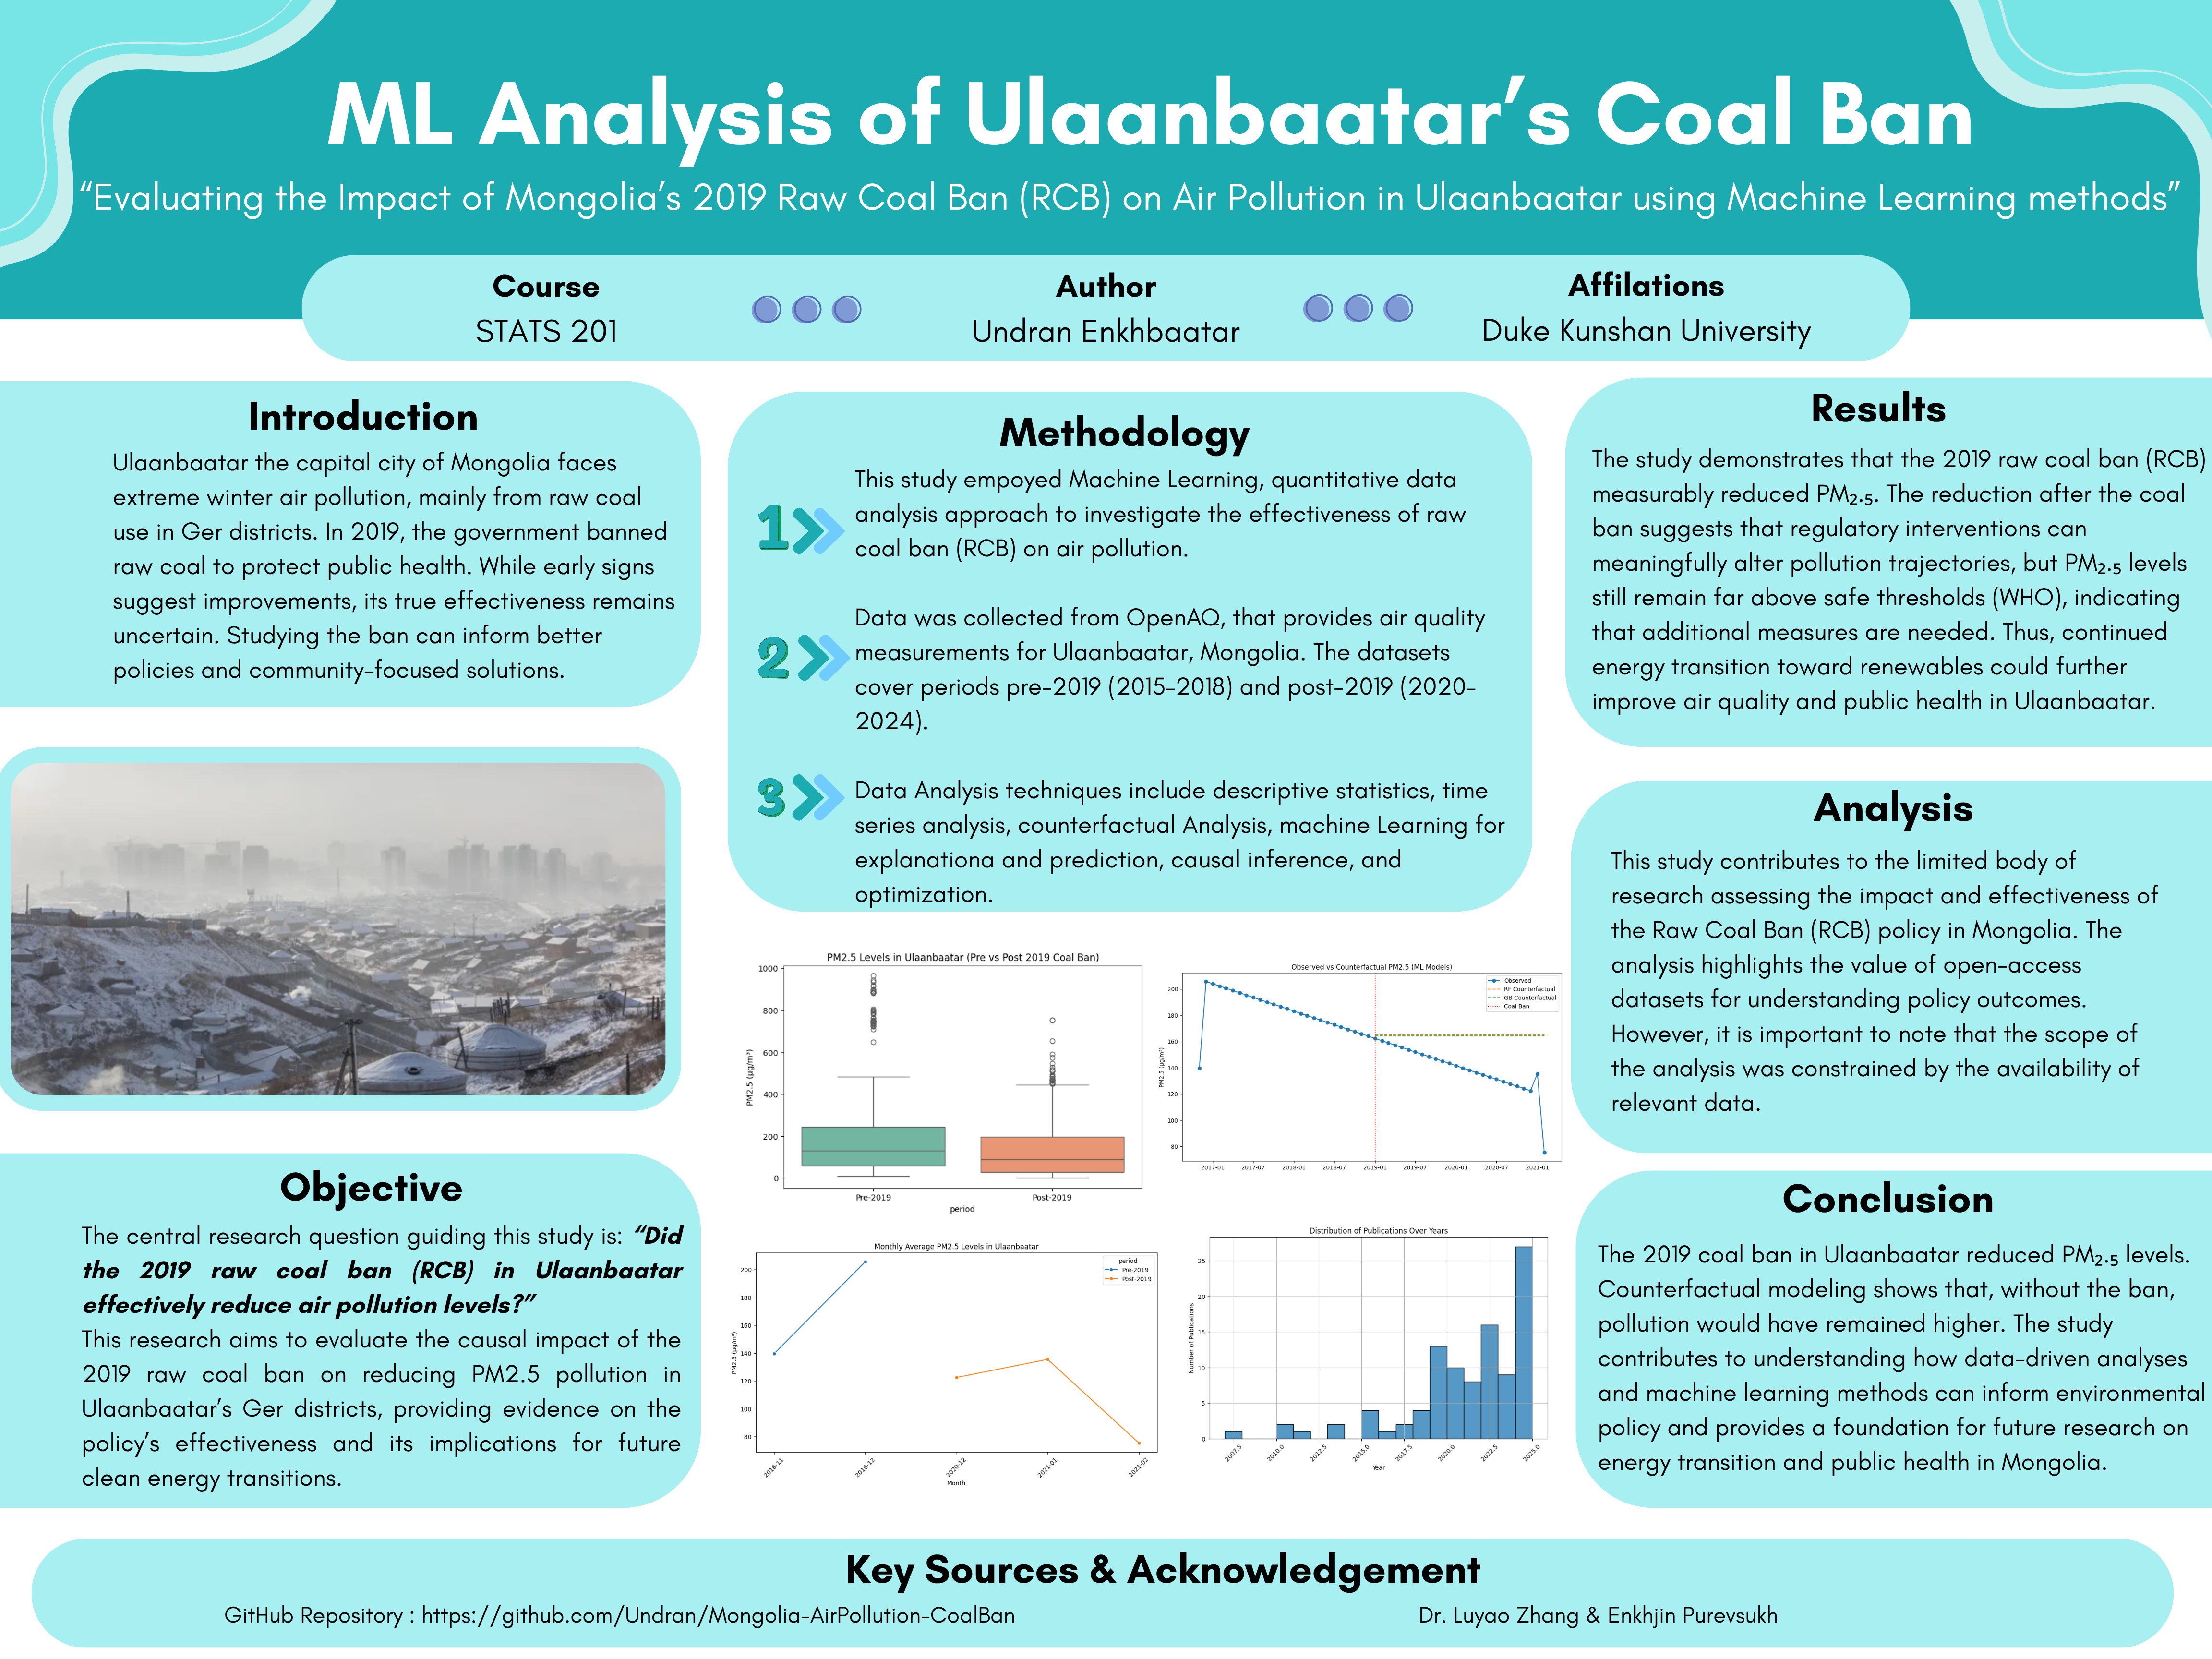 ML Analysis of Ulaanbaatar's Coal Ban
"Evaluating the Impact of Mongolia's 2019 Raw Coal Ban (RCB) on Air Pollution in Ulaanbaatar using Machine Learning methods"
Course
STATS 201
Author
Undran Enkhbaatar
Affilations
Duke Kunshan University
Introduction
Ulaanbaatar the capital city of Mongolia faces
extreme winter air pollution, mainly from raw coal
use in Ger districts. In 2019, the government banned
raw coal to protect public health. While early signs
suggest improvements, its true effectiveness remains
uncertain. Studying the ban can inform better
policies and community-focused solutions.
Objective
The central research question guiding this study is: "Did
the 2019 raw coal ban (RCB) in Ulaanbaatar
effectively reduce air pollution levels?"
This research aims to evaluate the causal impact of the
2019 raw coal ban on reducing PM2.5 pollution in
Ulaanbaatar's Ger districts, providing evidence on the
policy's effectiveness and its implications for future
clean energy transitions.
Methodology
1
This study empoyed Machine Learning, quantitative data
analysis approach to investigate the effectiveness of raw
coal ban (RCB) on air pollution.
2
Data was collected from OpenAQ, that provides air quality
measurements for Ulaanbaatar, Mongolia. The datasets
cover periods pre-2019 (2015-2018) and post-2019 (2020-
2024).
3
Data Analysis techniques include descriptive statistics, time
series analysis, counterfactual Analysis, machine Learning for
explanationa and prediction, causal inference, and
optimization.
PM2.5 Levels in Ulaanbaatar (Pre vs Post 2019 Coal Ban)
PM2.5 (µg/m³)
1000
800
600
400
200
0
Pre-2019
Post-2019
period
Observed vs Counterfactual PM2.5 (ML Models)
Observed
RF Counterfactual
GB Counterfactual
Coal Ban
PM2.5 (µg/m³)
200
180
160
140
120
100
80
2017-01
2017-07
2018-01
2018-07
2019-01
2019-07
2020-01
2020-07
2021-01
Monthly Average PM2.5 Levels in Ulaanbaatar
period
Pre-2019
Post-2019
PM2.5 (µg/m³)
200
180
160
140
120
100
80
2016-11
2016-12
2020-12
2021-01
2021-02
Month
Distribution of Publications Over Years
Number of Publications
25
20
15
10
5
0
2007.5
2010.0
2012.5
2015.0
2017.5
2020.0
2022.5
2025.0
Year
Results
The study demonstrates that the 2019 raw coal ban (RCB)
measurably reduced PM₂.₅. The reduction after the coal
ban suggests that regulatory interventions can
meaningfully alter pollution trajectories, but PM₂.₅ levels
still remain far above safe thresholds (WHO), indicating
that additional measures are needed. Thus, continued
energy transition toward renewables could further
improve air quality and public health in Ulaanbaatar.
Analysis
This study contributes to the limited body of
research assessing the impact and effectiveness of
the Raw Coal Ban (RCB) policy in Mongolia. The
analysis highlights the value of open-access
datasets for understanding policy outcomes.
However, it is important to note that the scope of
the analysis was constrained by the availability of
relevant data.
Conclusion
The 2019 coal ban in Ulaanbaatar reduced PM₂.₅ levels.
Counterfactual modeling shows that, without the ban,
pollution would have remained higher. The study
contributes to understanding how data-driven analyses
and machine learning methods can inform environmental
policy and provides a foundation for future research on
energy transition and public health in Mongolia.
Key Sources & Acknowledgement
GitHub Repository : https://github.com/Undran/Mongolia-AirPollution-CoalBan
Dr. Luyao Zhang & Enkhjin Purevsukh